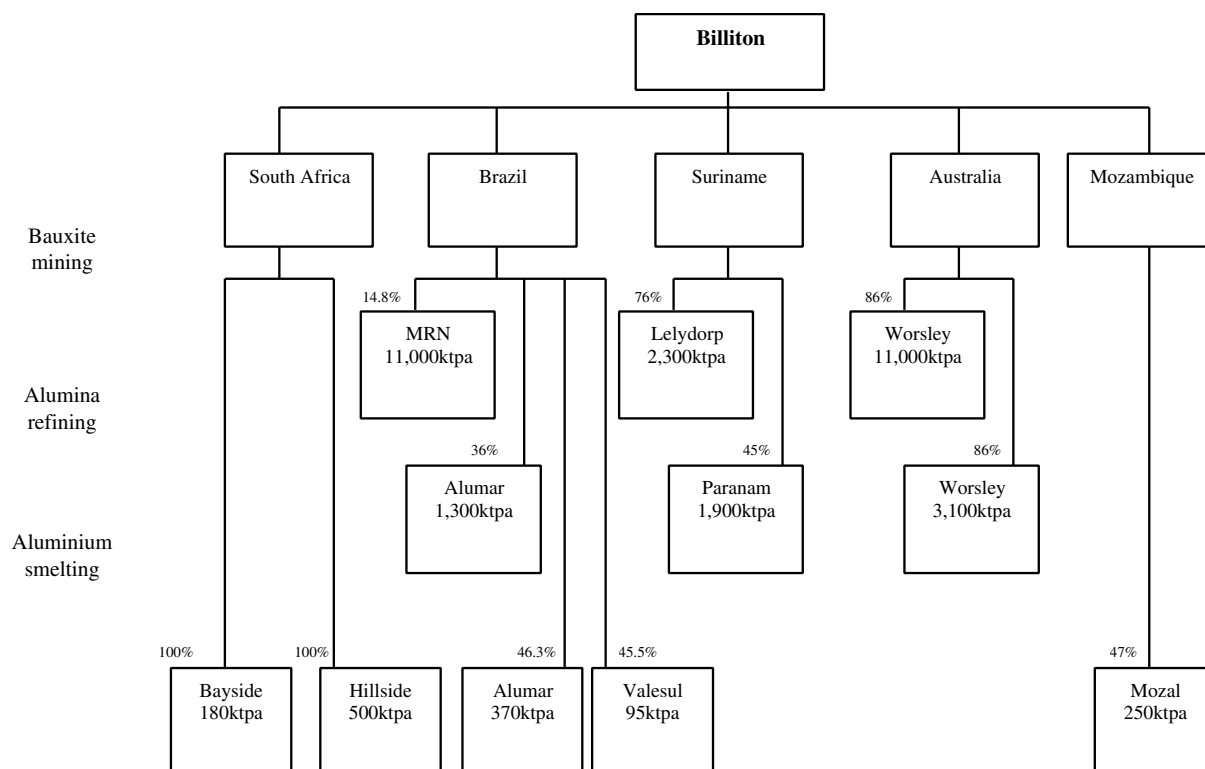 Billiton
South Africa
Brazil
Suriname
Australia
Mozambique
Bauxite
mining
14.8%
76%
86%
MRN
11,000ktpa
Lelydorp
2,300ktpa
Worsley
11,000ktpa
Alumina
refining
36%
45%
86%
Alumar
1,300ktpa
Paranam
1,900ktpa
Worsley
3,100ktpa
Aluminium
smelting
100%
100%
46.3%
45.5%
47%
Bayside
180ktpa
Hillside
500ktpa
Alumar
370ktpa
Valesul
95ktpa
Mozal
250ktpa